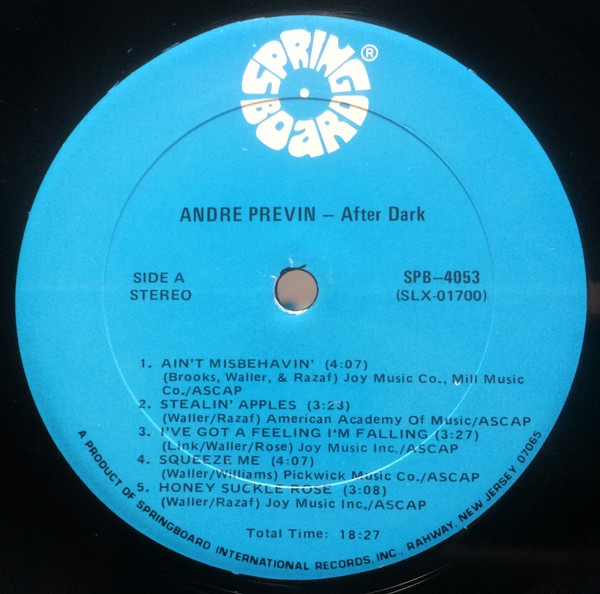 SPRINGBOARD®
ANDRE PREVIN – After Dark
SIDE A
STEREO
SPB–4053
(SLX-01700)
1. AIN'T MISBEHAVIN' (4:07)
(Brooks, Waller, & Razaf) Joy Music Co., Mill Music
Co./ASCAP
2. STEALIN' APPLES (3:23)
(Waller/Razaf) American Academy Of Music/ASCAP
3. I'VE GOT A FEELING I'M FALLING (3:27)
(Link/Waller/Rose) Joy Music Inc./ASCAP
4. SQUEEZE ME (4:07)
(Waller/Williams) Pickwick Music Co./ASCAP
5. HONEY SUCKLE ROSE (3:08)
(Waller/Razaf) Joy Music Inc./ASCAP
Total Time: 18:27
A PRODUCT OF SPRINGBOARD INTERNATIONAL RECORDS, INC., RAHWAY, NEW JERSEY 07065